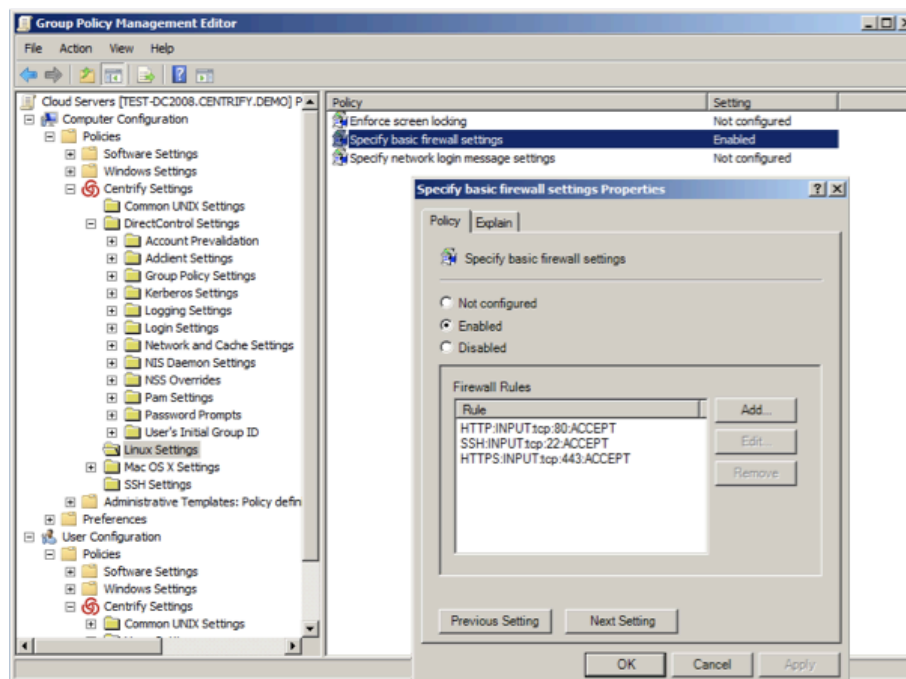 Group Policy Management Editor
File Action View Help
Cloud Servers [TEST-DC2008.CENTRIFY.DEMO] P
Computer Configuration
Policies
Software Settings
Windows Settings
Centrify Settings
Common UNIX Settings
DirectControl Settings
Account Prevalidation
Adclient Settings
Group Policy Settings
Kerberos Settings
Logging Settings
Login Settings
Network and Cache Settings
NIS Daemon Settings
NSS Overrides
Pam Settings
Password Prompts
User's Initial Group ID
Linux Settings
Mac OS X Settings
SSH Settings
Administrative Templates: Policy defin
Preferences
User Configuration
Policies
Software Settings
Windows Settings
Centrify Settings
Common UNIX Settings
Policy Setting
Enforce screen locking Not configured
Specify basic firewall settings Enabled
Specify network login message settings Not configured
Specify basic firewall settings Properties
Policy Explain
Specify basic firewall settings
Not configured
Enabled
Disabled
Firewall Rules
Rule
HTTP:INPUT:tcp:80:ACCEPT
SSH:INPUT:tcp:22:ACCEPT
HTTPS:INPUT:tcp:443:ACCEPT
Add...
Edit...
Remove
Previous Setting Next Setting
OK Cancel Apply